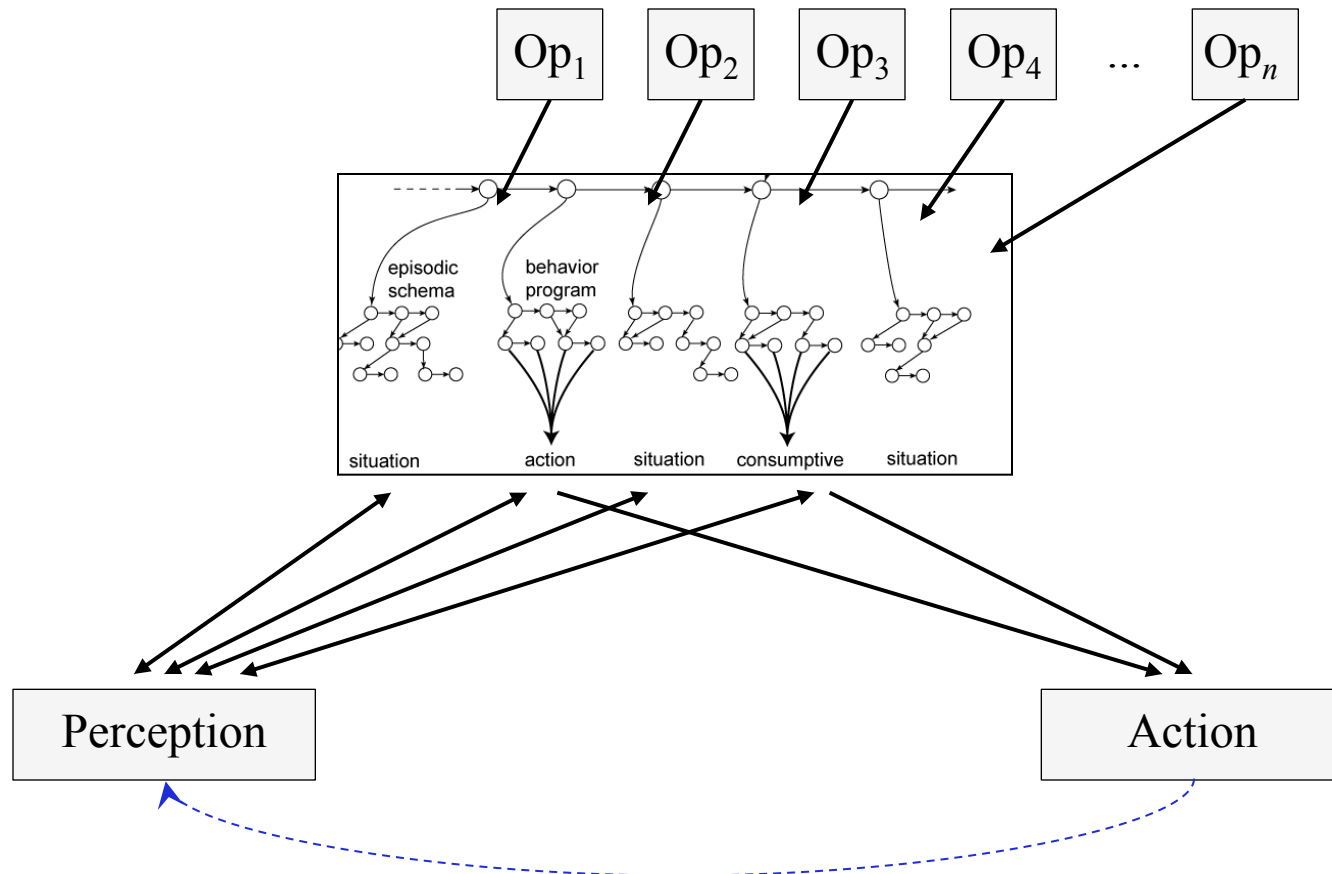 Op₁ Op₂ Op₃ Op₄ ... Opₙ
episodic
schema
behavior
program
situation action situation consumptive situation
Perception
Action